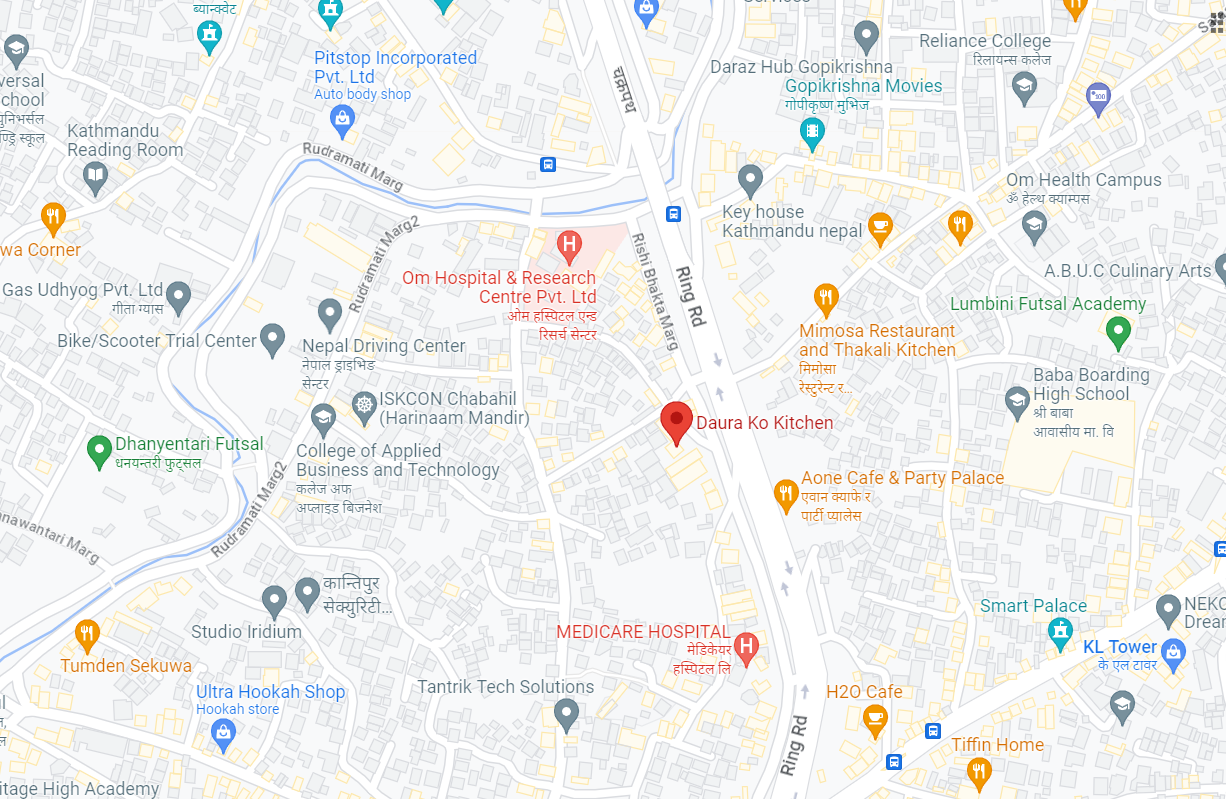 ब्यान्क्वेट
Services
Reliance College
रिलायन्स कलेज
Pitstop Incorporated
Pvt. Ltd
Auto body shop
चक्रपथ
Daraz Hub Gopikrishna
Gopikrishna Movies
गोपीकृष्ण मुभिज
Kathmandu
Reading Room
Rudramati Marg
Om Health Campus
ॐ हेल्थ क्याम्पस
Key house
Kathmandu nepal
wa Corner
Rudramati Marg2
Rishi Bhakta Marg
Ring Rd
Om Hospital & Research
Centre Pvt. Ltd
ओम हस्पिटल एन्ड
रिसर्च सेन्टर
A.B.U.C Culinary Arts
Gas Udhyog Pvt. Ltd
गीता ग्यास
Lumbini Futsal Academy
Bike/Scooter Trial Center
Nepal Driving Center
नेपाल ड्राइभिङ
सेन्टर
Mimosa Restaurant
and Thakali Kitchen
मिमोसा
रेस्टुरेन्ट र...
Baba Boarding
High School
श्री बाबा
आवासीय मा. वि
ISKCON Chabahil
(Harinaam Mandir)
Daura Ko Kitchen
Dhanyentari Futsal
धनयन्तरी फुट्सल
College of Applied
Business and Technology
कलेज अफ
अप्लाइड बिजनेश
Aone Cafe & Party Palace
एवान क्याफे र
पार्टी प्यालेस
Rudramati Marg2
nawantari Marg
कान्तिपुर
सेक्युरिटी...
Studio Iridium
Smart Palace
NEKO
Dream
MEDICARE HOSPITAL
मेडिकेयर
हस्पिटल लि
KL Tower
के एल टावर
Tumden Sekuwa
Ultra Hookah Shop
Hookah store
Tantrik Tech Solutions
H2O Cafe
Ring Rd
Tiffin Home
itage High Academy